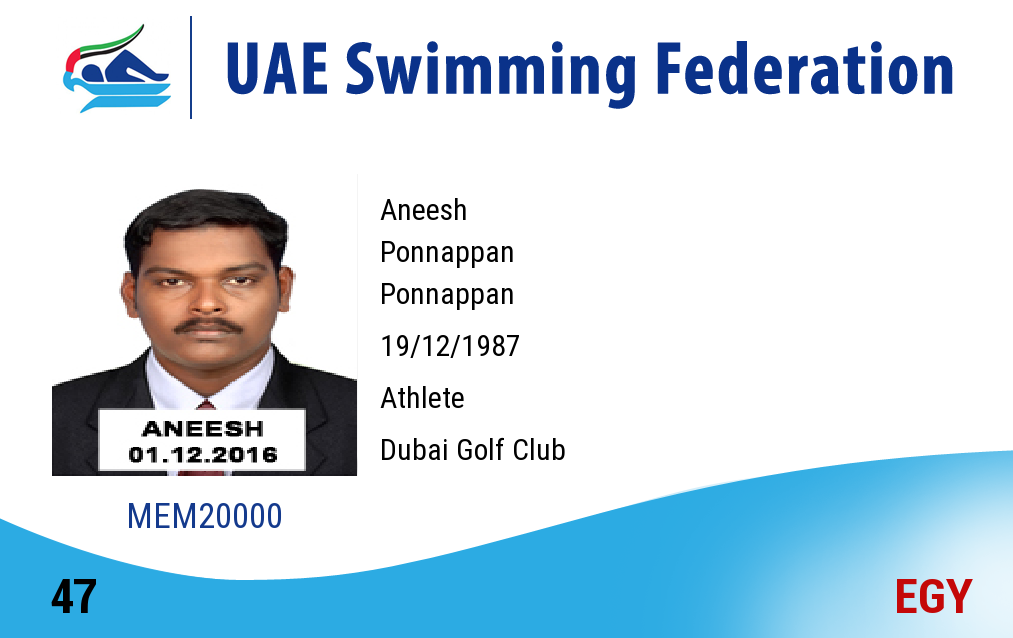 UAE Swimming Federation
Aneesh
Ponnappan
Ponnappan
19/12/1987
Athlete
Dubai Golf Club
ANEESH
01.12.2016
MEM20000
47
EGY